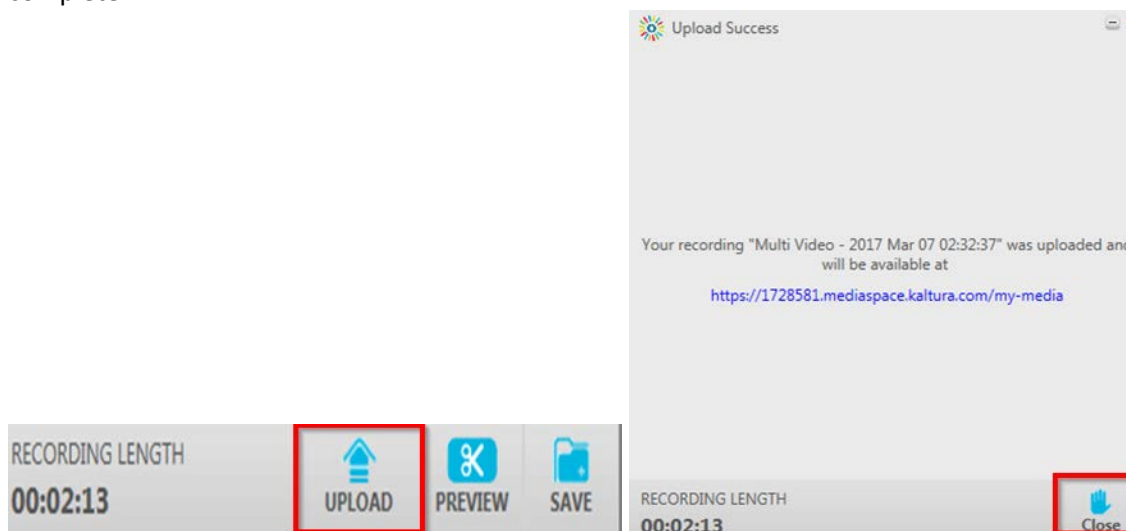 Upload Success
Your recording "Multi Video - 2017 Mar 07 02:32:37" was uploaded and
will be available at
https://1728581.mediaspace.kaltura.com/my-media
RECORDING LENGTH
00:02:13
UPLOAD
PREVIEW
SAVE
RECORDING LENGTH
00:02:13
Close